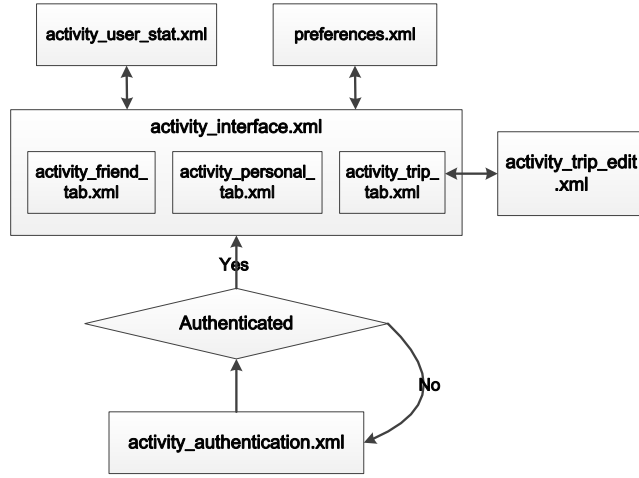 activity_user_stat.xml
preferences.xml
activity_interface.xml
activity_friend_
tab.xml
activity_personal_
tab.xml
activity_trip_
tab.xml
activity_trip_edit
.xml
Yes
Authenticated
No
activity_authentication.xml